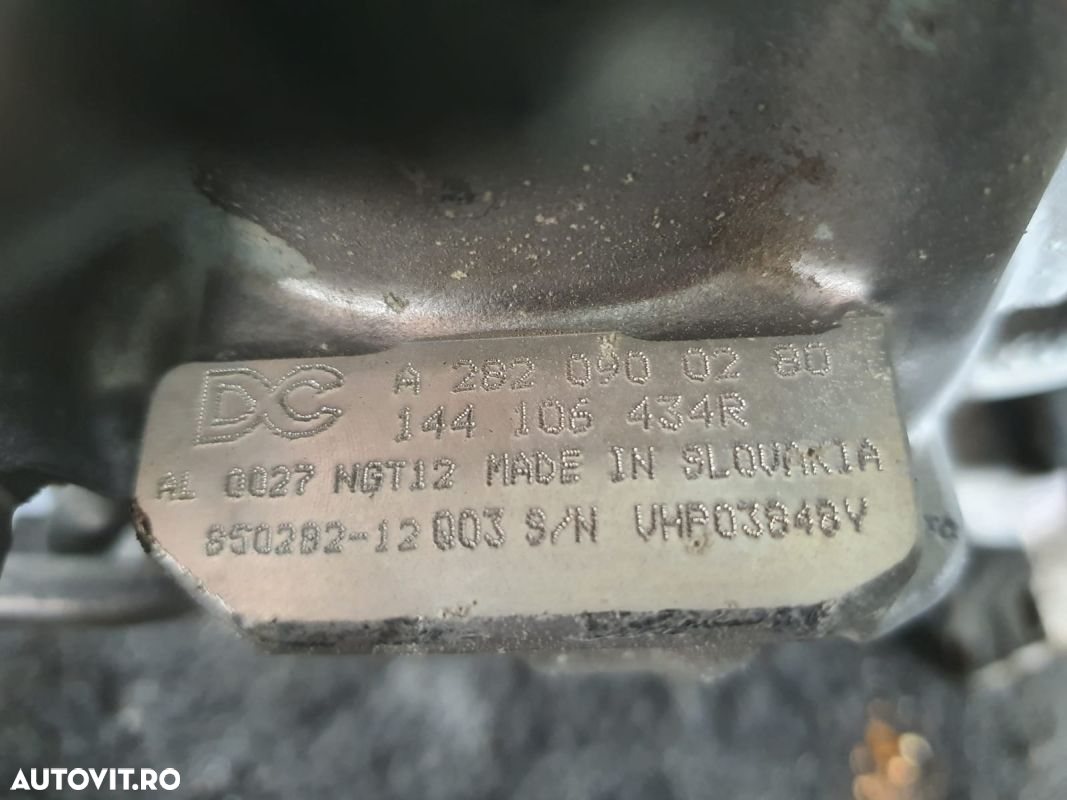 DC A 282 090 02 80
144 106 434R
A1 0027 NGT12 MADE IN SLOVAKIA
850282-12 003 S/N VHP03848Y
AUTOVIT.RO